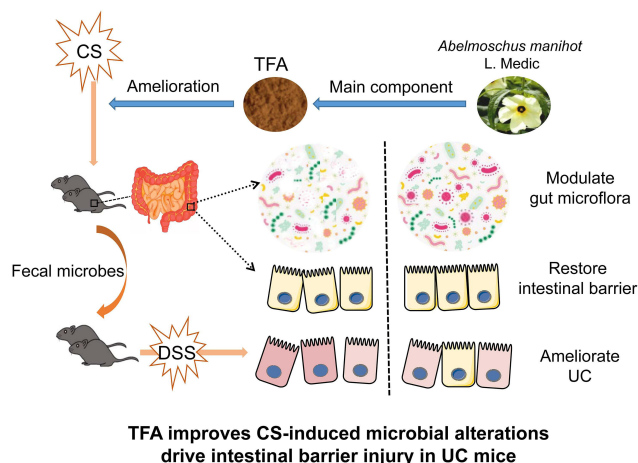 CS
Abelmoschus manihot
L. Medic
TFA
Amelioration
Main component
Modulate
gut microflora
Fecal microbes
Restore
intestinal barrier
DSS
Ameliorate
UC
TFA improves CS-induced microbial alterations
drive intestinal barrier injury in UC mice